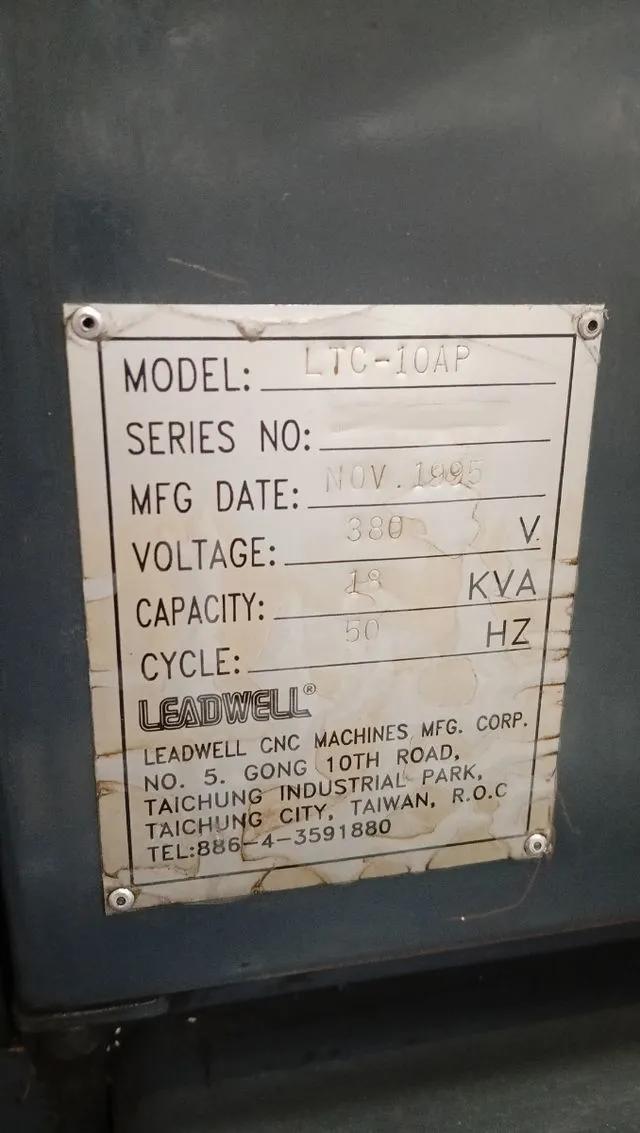 MODEL: LTC-10AP
SERIES NO:
MFG DATE: NOV.1995
VOLTAGE: 380 V.
CAPACITY: 18 KVA
CYCLE: 50 HZ
LEADWELL®
LEADWELL CNC MACHINES MFG. CORP.
NO. 5. GONG 10TH ROAD,
TAICHUNG INDUSTRIAL PARK,
TAICHUNG CITY, TAIWAN, R.O.C
TEL:886-4-3591880